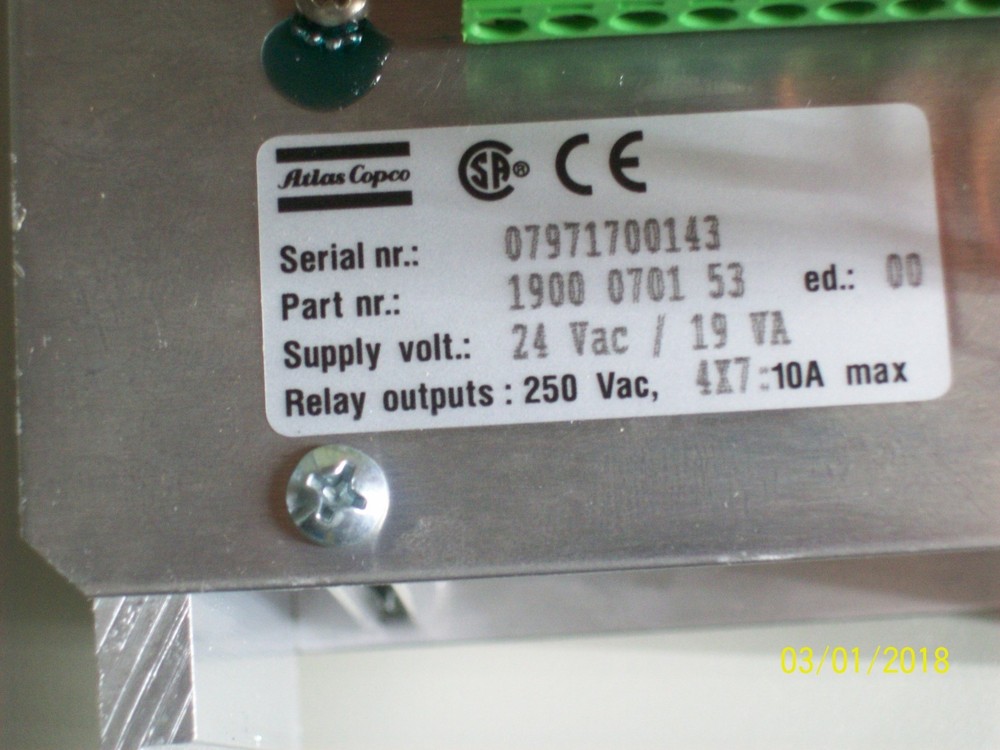 Atlas Copco
SA® CE
Serial nr.: 07971700143
Part nr.: 1900 0701 53 ed.: 00
Supply volt.: 24 Vac / 19 VA
Relay outputs : 250 Vac, 4X7 :10A max
03/01/2018